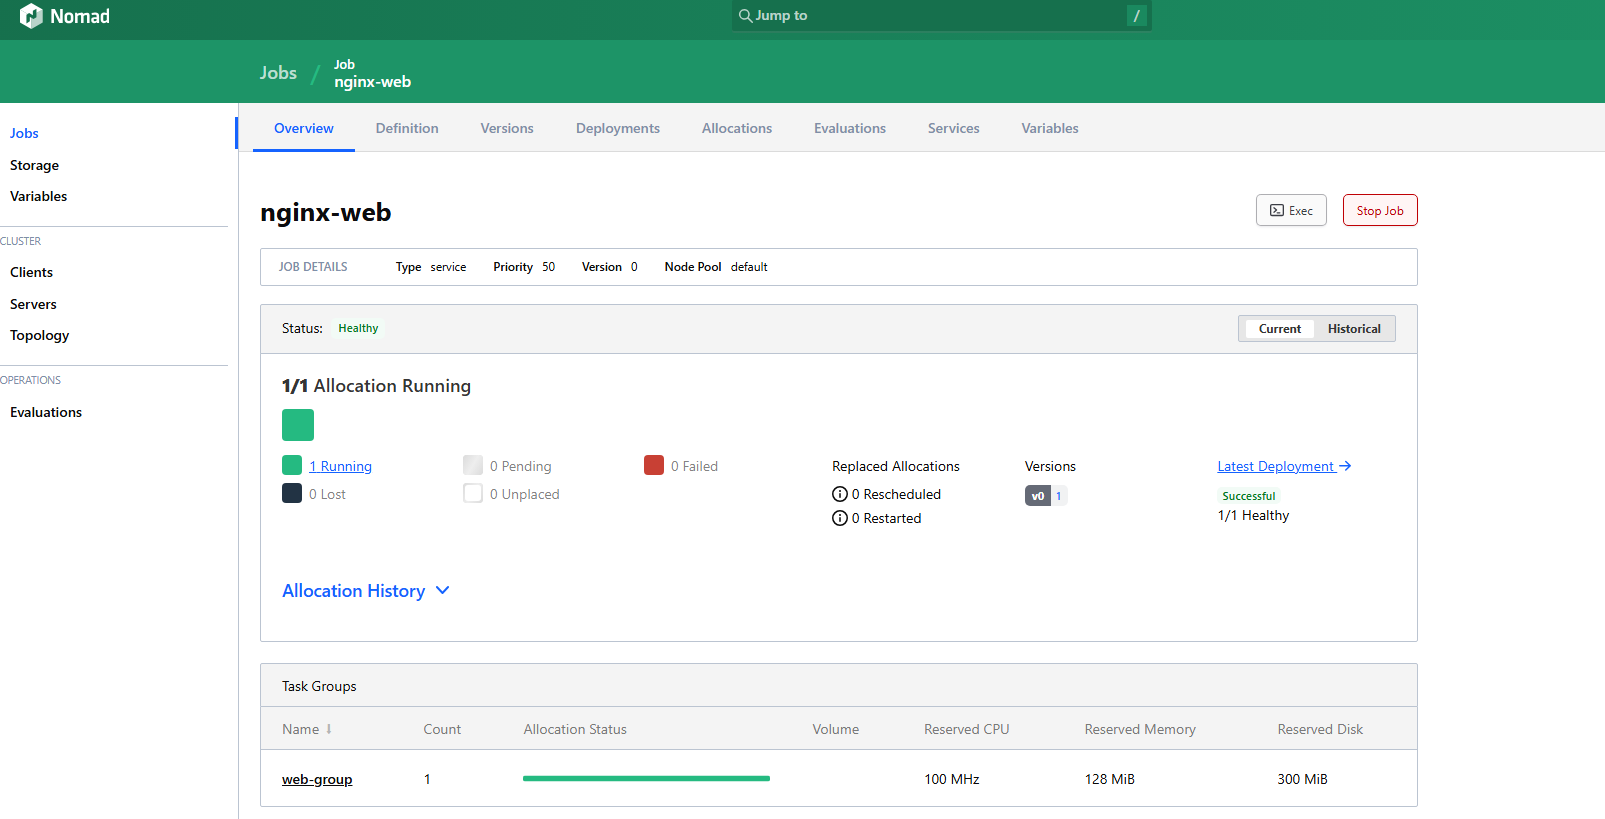 Nomad
Jump to /
Jobs / Job
nginx-web
Jobs
Storage
Variables
CLUSTER
Clients
Servers
Topology
OPERATIONS
Evaluations
Overview Definition Versions Deployments Allocations Evaluations Services Variables
nginx-web
Exec Stop Job
JOB DETAILS Type service Priority 50 Version 0 Node Pool default
Status: Healthy Current Historical
1/1 Allocation Running
1 Running 0 Pending 0 Failed
0 Lost 0 Unplaced
Replaced Allocations
0 Rescheduled
0 Restarted
Versions
v0 1
Latest Deployment
Successful
1/1 Healthy
Allocation History
Task Groups
Name Count Allocation Status Volume Reserved CPU Reserved Memory Reserved Disk
web-group 1 100 MHz 128 MiB 300 MiB